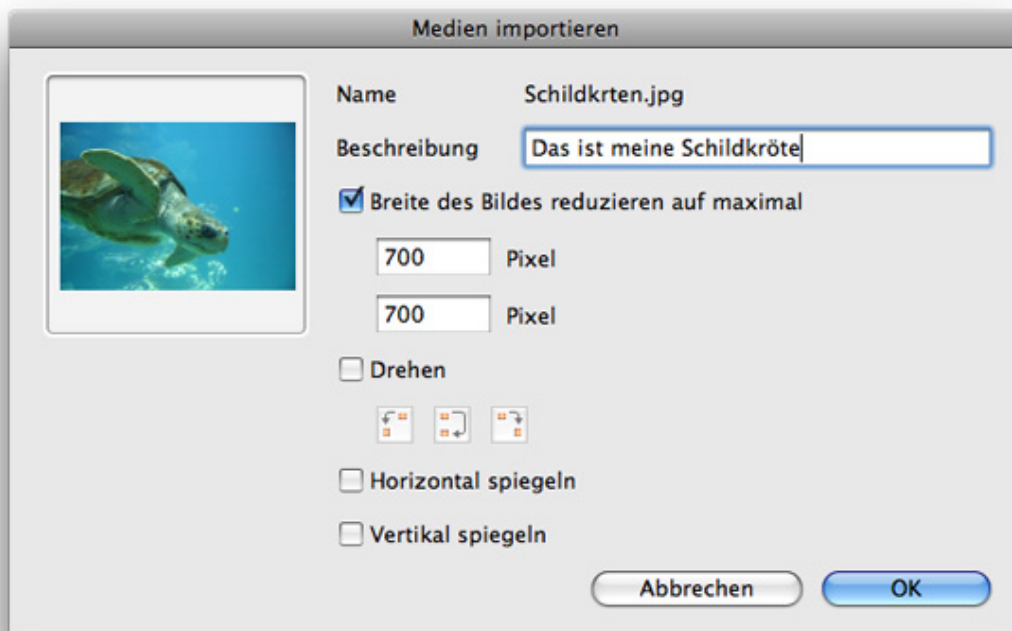 Medien importieren
Name Schildkrten.jpg
Beschreibung Das ist meine Schildkröte
Breite des Bildes reduzieren auf maximal
700 Pixel
700 Pixel
Drehen
Horizontal spiegeln
Vertikal spiegeln
Abbrechen OK